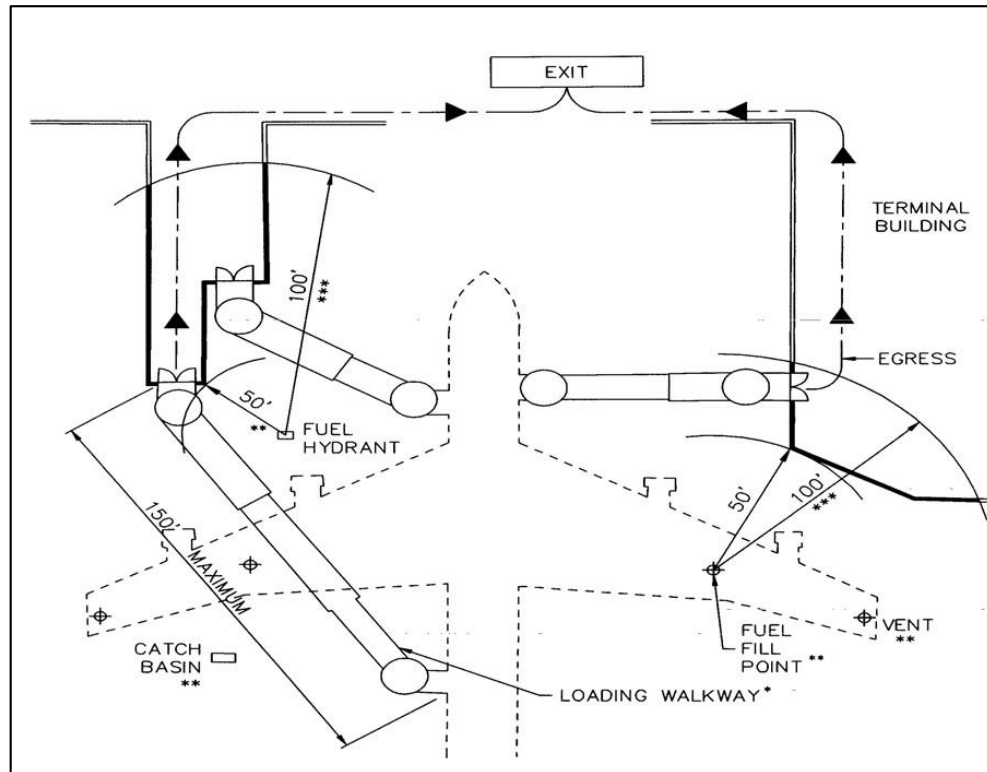 EXIT
TERMINAL
BUILDING
100'
***
EGRESS
50'
**
FUEL
HYDRANT
50'
100'
***
150' MAXIMUM
CATCH
BASIN
**
FUEL
FILL
POINT **
VENT
**
LOADING WALKWAY*